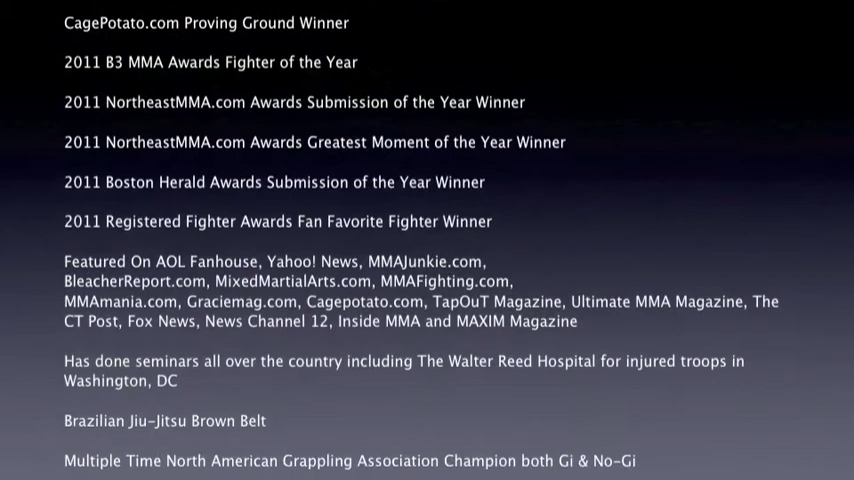 CagePotato.com Proving Ground Winner
2011 B3 MMA Awards Fighter of the Year
2011 NortheastMMA.com Awards Submission of the Year Winner
2011 NortheastMMA.com Awards Greatest Moment of the Year Winner
2011 Boston Herald Awards Submission of the Year Winner
2011 Registered Fighter Awards Fan Favorite Fighter Winner
Featured On AOL Fanhouse, Yahoo! News, MMAJunkie.com,
BleacherReport.com, MixedMartialArts.com, MMAFighting.com,
MMAmania.com, Graciemag.com, Cagepotato.com, TapOuT Magazine, Ultimate MMA Magazine, The
CT Post, Fox News, News Channel 12, Inside MMA and MAXIM Magazine
Has done seminars all over the country including The Walter Reed Hospital for injured troops in
Washington, DC
Brazilian Jiu-Jitsu Brown Belt
Multiple Time North American Grappling Association Champion both Gi & No-Gi